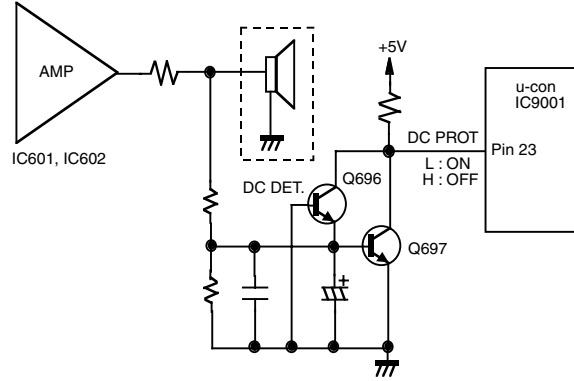 +5V
AMP
u-con
IC9001
DC PROT
Pin 23
L : ON
H : OFF
IC601, IC602
Q696
DC DET.
+
Q697